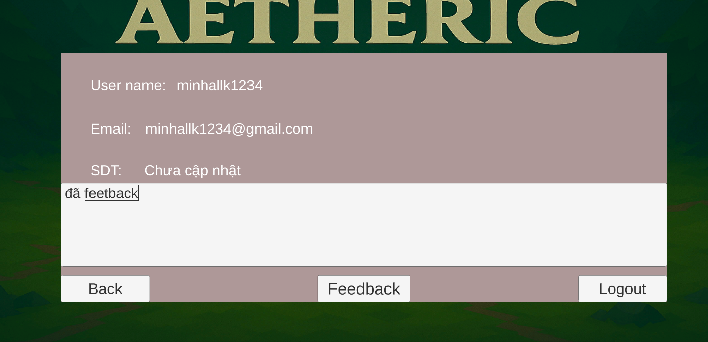 AETHERIC
User name: minhallk1234
Email: minhallk1234@gmail.com
SDT: Chưa cập nhật
đã feetback
Back Feedback Logout